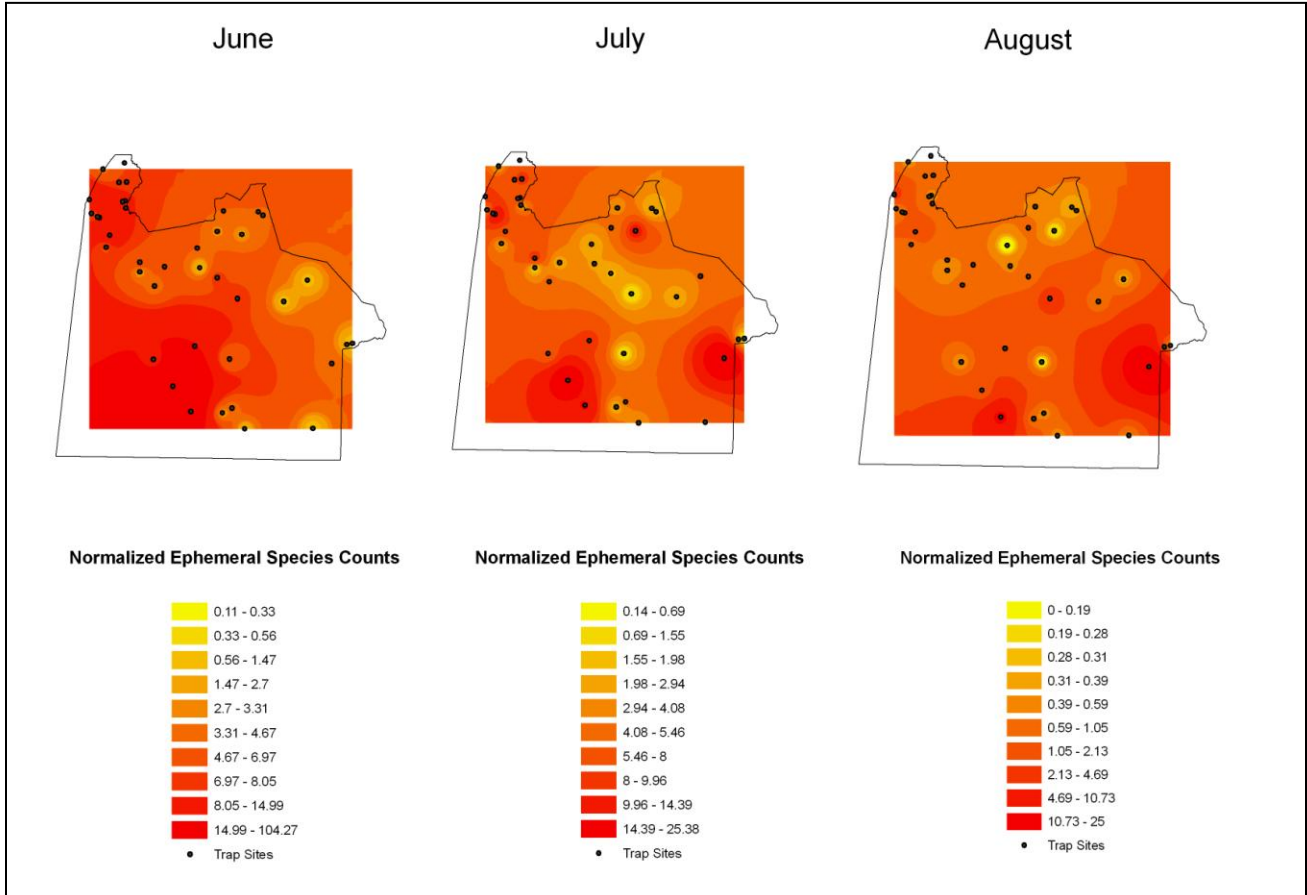 June
July
August
Normalized Ephemeral Species Counts
0.11 - 0.33
0.33 - 0.56
0.56 - 1.47
1.47 - 2.7
2.7 - 3.31
3.31 - 4.67
4.67 - 6.97
6.97 - 8.05
8.05 - 14.99
14.99 - 104.27
Trap Sites
Normalized Ephemeral Species Counts
0.14 - 0.69
0.69 - 1.55
1.55 - 1.98
1.98 - 2.94
2.94 - 4.08
4.08 - 5.46
5.46 - 8
8 - 9.96
9.96 - 14.39
14.39 - 25.38
Trap Sites
Normalized Ephemeral Species Counts
0 - 0.19
0.19 - 0.28
0.28 - 0.31
0.31 - 0.39
0.39 - 0.59
0.59 - 1.05
1.05 - 2.13
2.13 - 4.69
4.69 - 10.73
10.73 - 25
Trap Sites